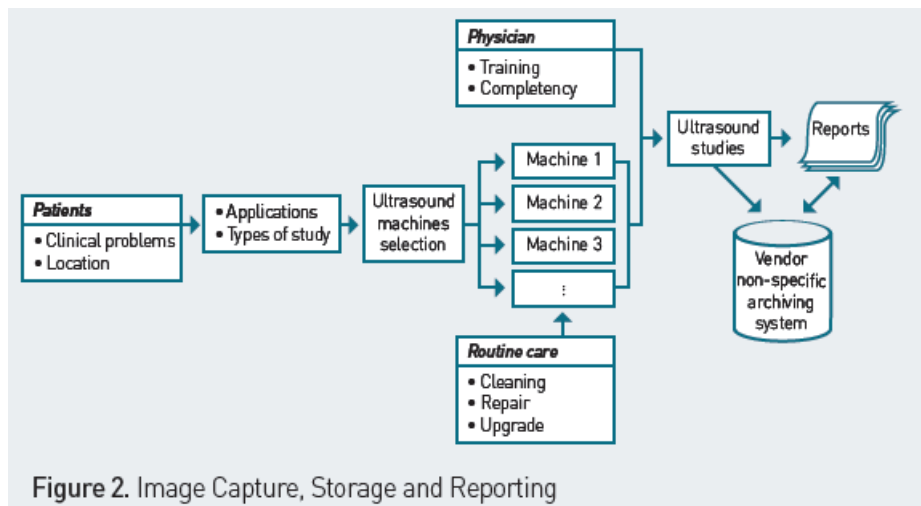 Physician
• Training
• Completency
Patients
• Clinical problems
• Location
• Applications
• Types of study
Ultrasound
machines
selection
Machine 1
Machine 2
Machine 3
⋮
Routine care
• Cleaning
• Repair
• Upgrade
Ultrasound
studies
Reports
Vendor
non-specific
archiving
system
Figure 2. Image Capture, Storage and Reporting